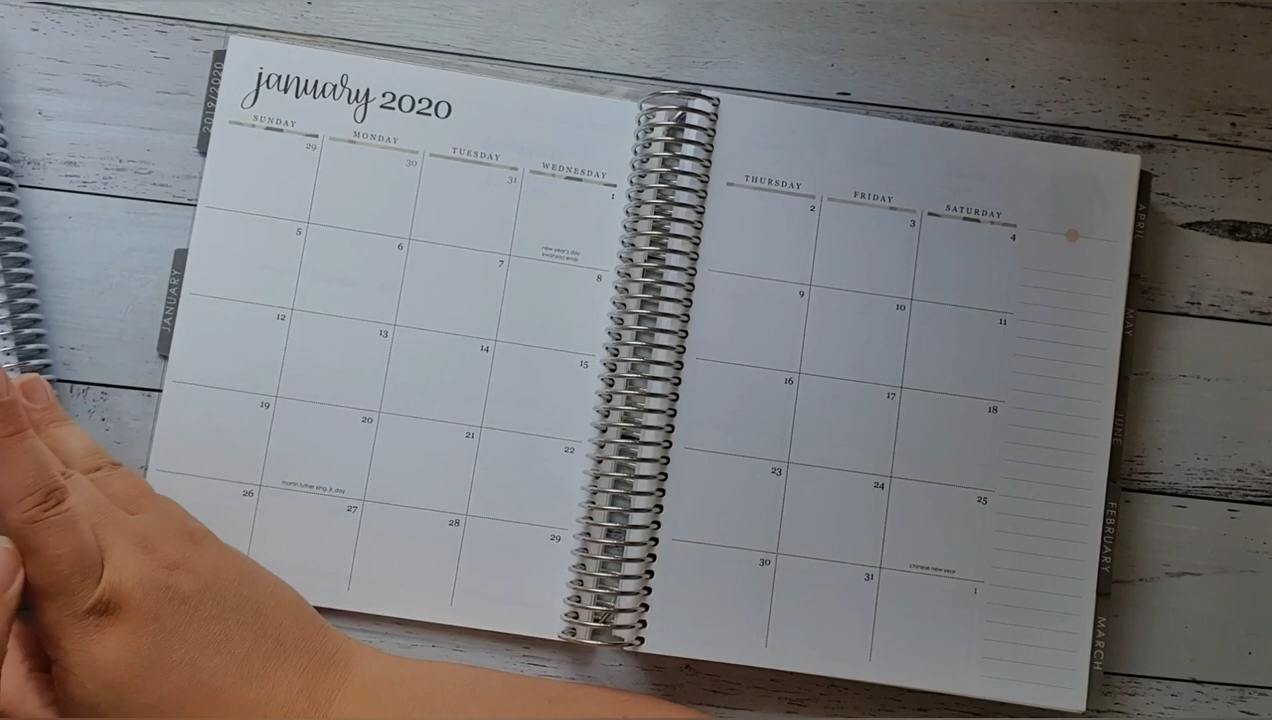 january 2020
2019/2020
SUNDAY MONDAY TUESDAY WEDNESDAY THURSDAY FRIDAY SATURDAY
29 30 31 1 2 3 4
new year's day
kwanzaa ends
5 6 7 8 9 10 11
12 13 14 15 16 17 18
19 20 21 22 23 24 25
martin luther king, jr. day
chinese new year
26 27 28 29 30 31 1
JANUARY
APRIL
MAY
JUNE
FEBRUARY
MARCH